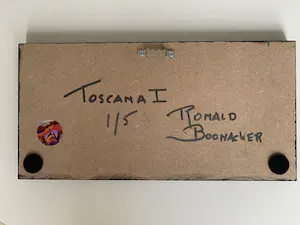 TOSCANA I
1/5
RONALD
BOONACKER